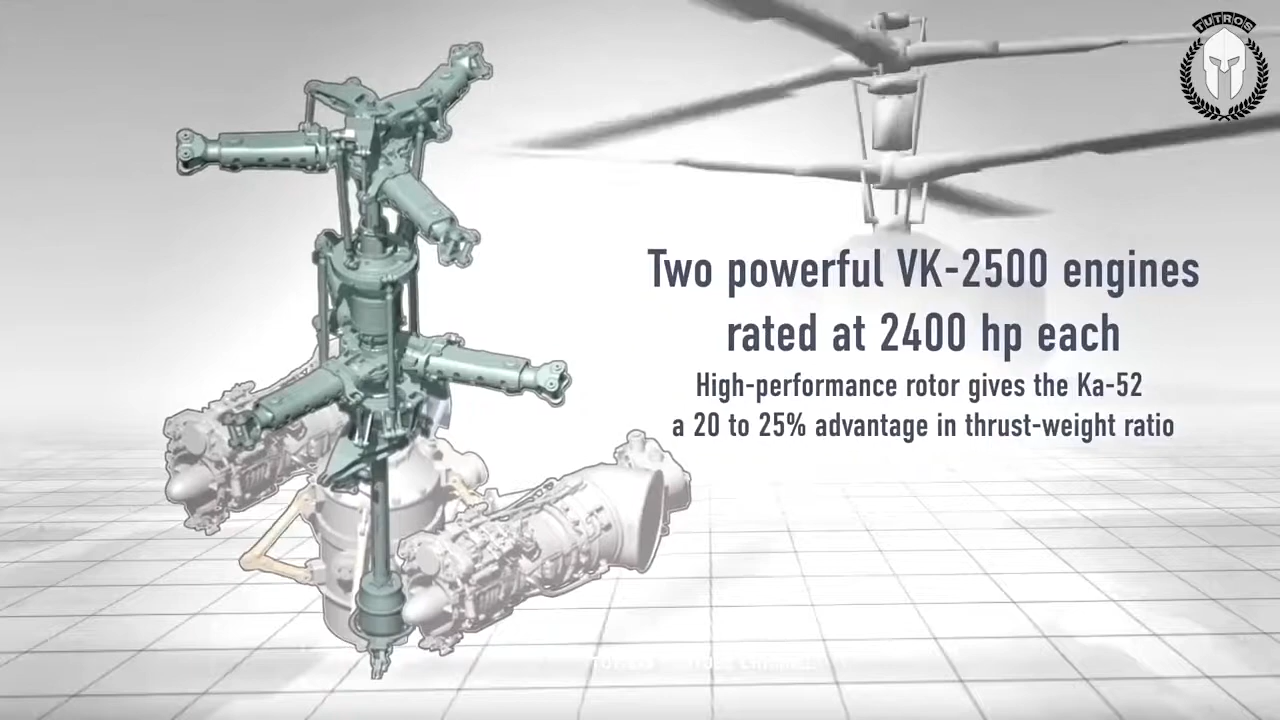 TUTROS
Two powerful VK-2500 engines
rated at 2400 hp each
High-performance rotor gives the Ka-52
a 20 to 25% advantage in thrust-weight ratio